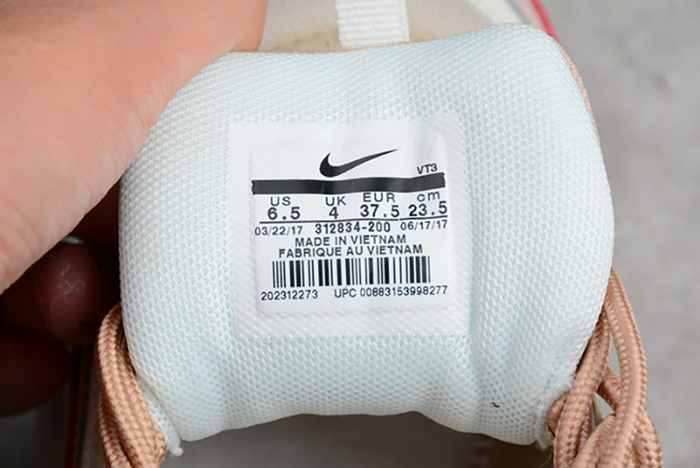 VT3
US UK EUR cm
6.5 4 37.5 23.5
03/22/17 312834-200 06/17/17
MADE IN VIETNAM
FABRIQUE AU VIETNAM
202312273 UPC 00883153998277